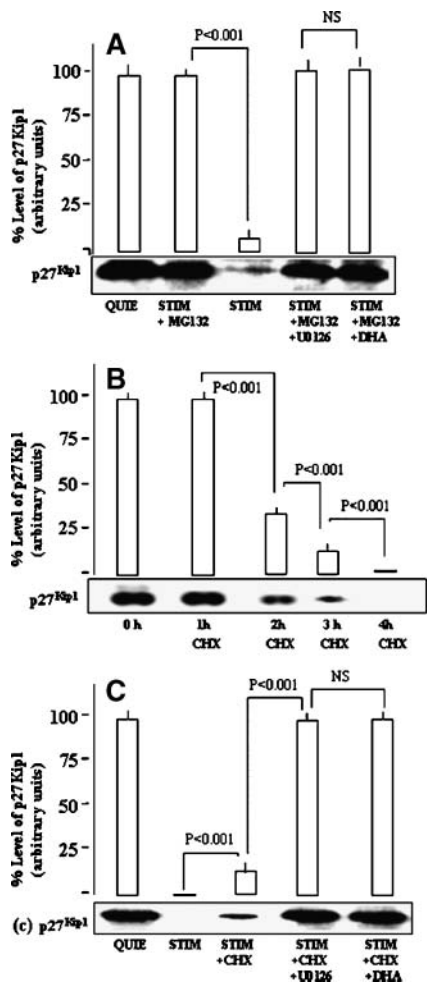 A
NS
P<0.001
100
75
50
25
% Level of p27Kip1
(arbitrary units)
p27Kip1
QUIE STIM STIM STIM STIM
+ MG132 +MG132 +MG132
+U0126 +DHA
B
P<0.001
P<0.001
P<0.001
100
75
50
25
% Level of p27Kip1
(arbitrary units)
p27Kip1
0 h 1h 2h 3 h 4h
CHX CHX CHX CHX
C
NS
P<0.001
P<0.001
100
75
50
25
% Level of p27Kip1
(arbitrary units)
(c) p27Kip1
QUIE STIM STIM STIM STIM
+CHX +CHX +CHX
+U0126 +DHA